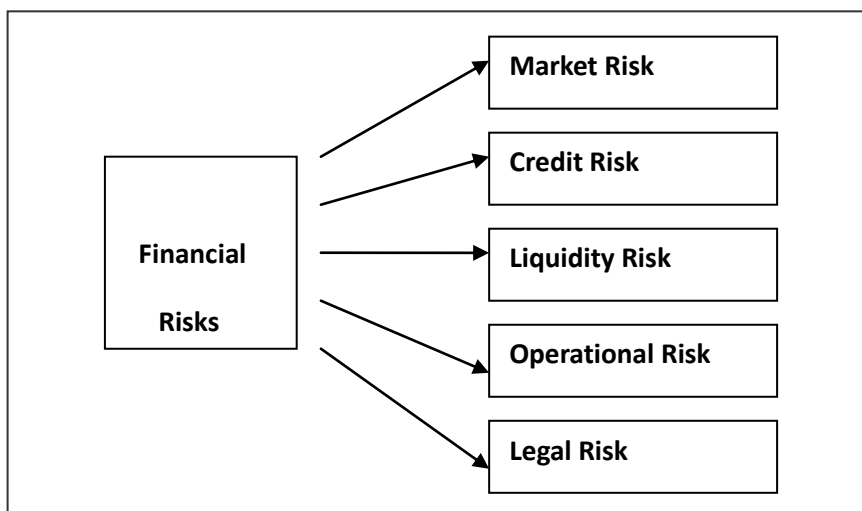 Market Risk
Credit Risk
Financial
Risks
Liquidity Risk
Operational Risk
Legal Risk